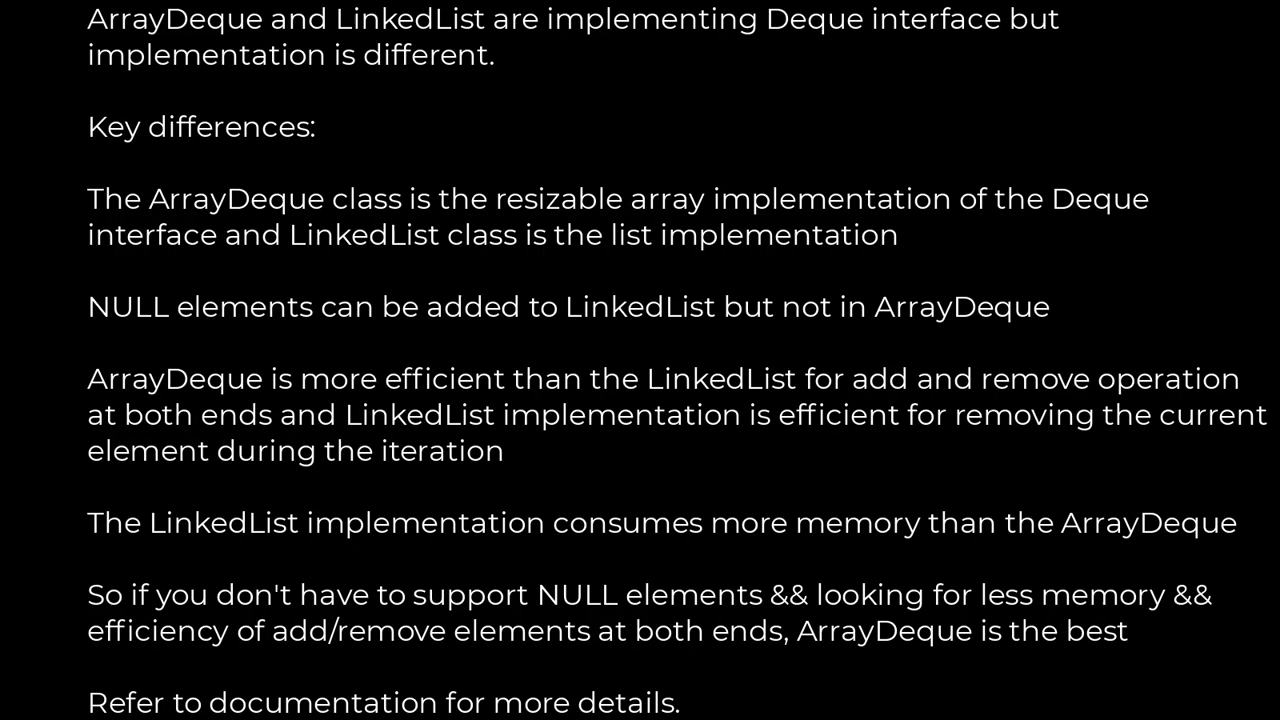 ArrayDeque and LinkedList are implementing Deque interface but
implementation is different.
Key differences:
The ArrayDeque class is the resizable array implementation of the Deque
interface and LinkedList class is the list implementation
NULL elements can be added to LinkedList but not in ArrayDeque
ArrayDeque is more efficient than the LinkedList for add and remove operation
at both ends and LinkedList implementation is efficient for removing the current
element during the iteration
The LinkedList implementation consumes more memory than the ArrayDeque
So if you don't have to support NULL elements && looking for less memory &&
efficiency of add/remove elements at both ends, ArrayDeque is the best
Refer to documentation for more details.